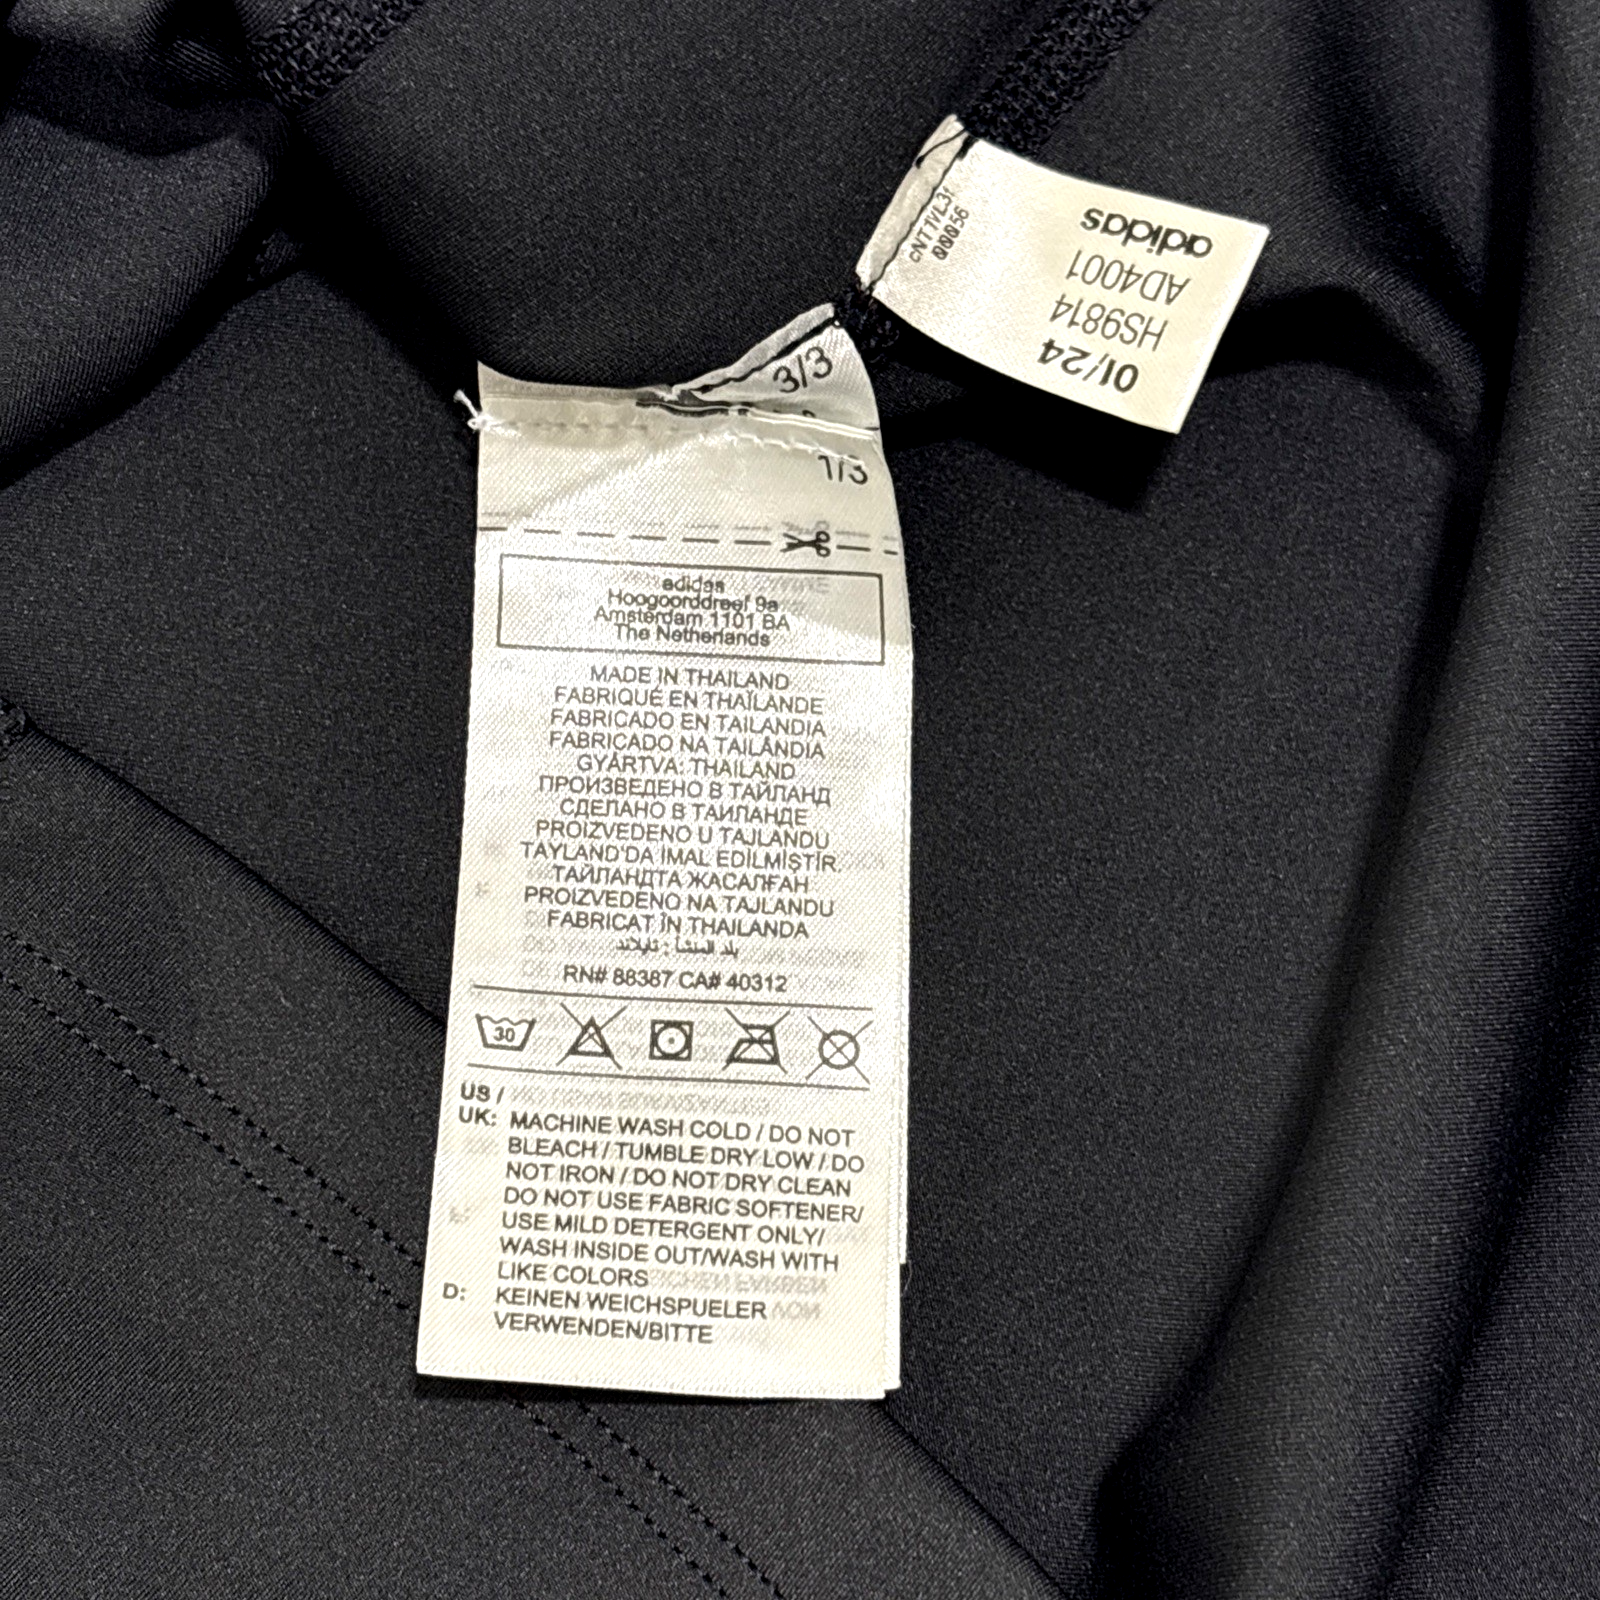 adidas
AD4001
HS9814
01/24
3/3
1/3
adidas
Hoogoorddreef 9a
Amsterdam 1101 BA
The Netherlands
MADE IN THAILAND
FABRIQUÉ EN THAÏLANDE
FABRICADO EN TAILANDIA
FABRICADO NA TAILÂNDIA
GYÁRTVA: THAILAND
ПРОИЗВЕДЕНО В ТАЙЛАНД
СДЕЛАНО В ТАИЛАНДЕ
PROIZVEDENO U TAJLANDU
TAYLAND'DA İMAL EDİLMİŞTİR.
ТАЙЛАНДТА ЖАСАЛҒАН
PROIZVEDENO NA TAJLANDU
FABRICAT ÎN THAILANDA
بلد المنشأ : تايلاند
RN# 88387 CA# 40312
30
US /
UK: MACHINE WASH COLD / DO NOT
BLEACH / TUMBLE DRY LOW / DO
NOT IRON / DO NOT DRY CLEAN
DO NOT USE FABRIC SOFTENER/
USE MILD DETERGENT ONLY/
WASH INSIDE OUT/WASH WITH
LIKE COLORS
D: KEINEN WEICHSPUELER
VERWENDEN/BITTE